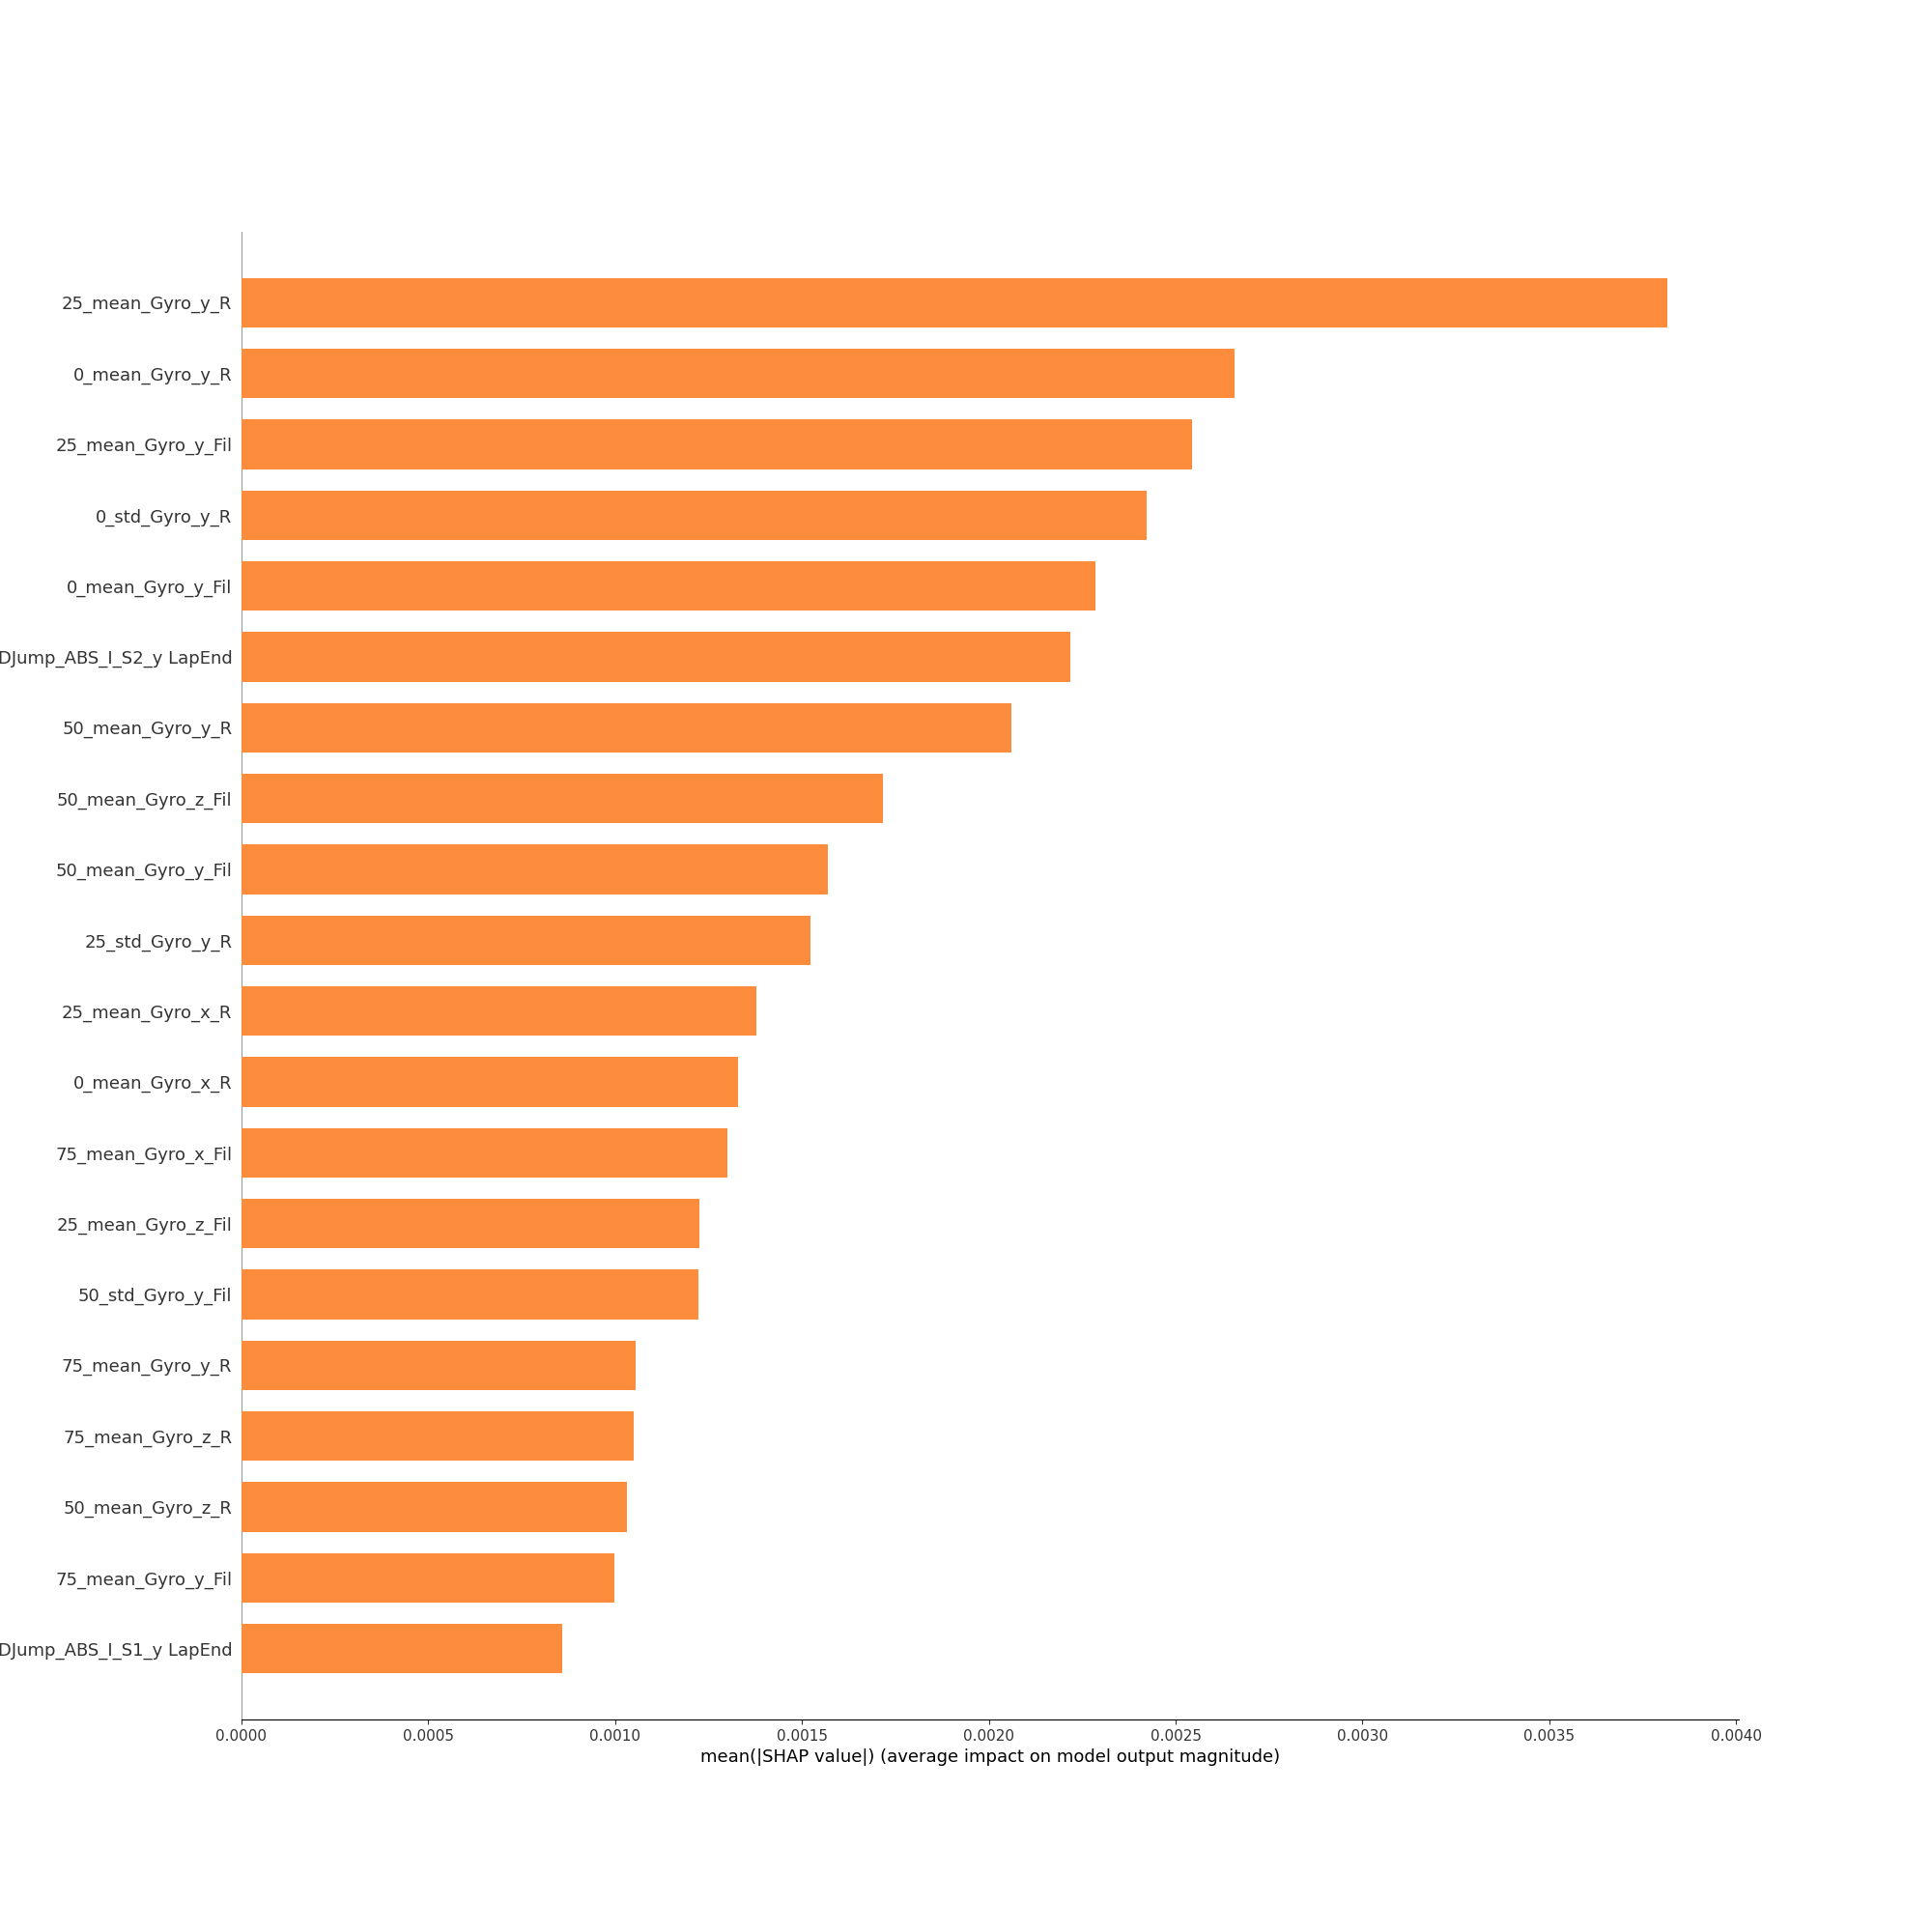 25_mean_Gyro_y_R
0_mean_Gyro_y_R
25_mean_Gyro_y_Fil
0_std_Gyro_y_R
0_mean_Gyro_y_Fil
DJump_ABS_I_S2_y LapEnd
50_mean_Gyro_y_R
50_mean_Gyro_z_Fil
50_mean_Gyro_y_Fil
25_std_Gyro_y_R
25_mean_Gyro_x_R
0_mean_Gyro_x_R
75_mean_Gyro_x_Fil
25_mean_Gyro_z_Fil
50_std_Gyro_y_Fil
75_mean_Gyro_y_R
75_mean_Gyro_z_R
50_mean_Gyro_z_R
75_mean_Gyro_y_Fil
DJump_ABS_I_S1_y LapEnd
0.0000 0.0005 0.0010 0.0015 0.0020 0.0025 0.0030 0.0035 0.0040
mean(|SHAP value|) (average impact on model output magnitude)